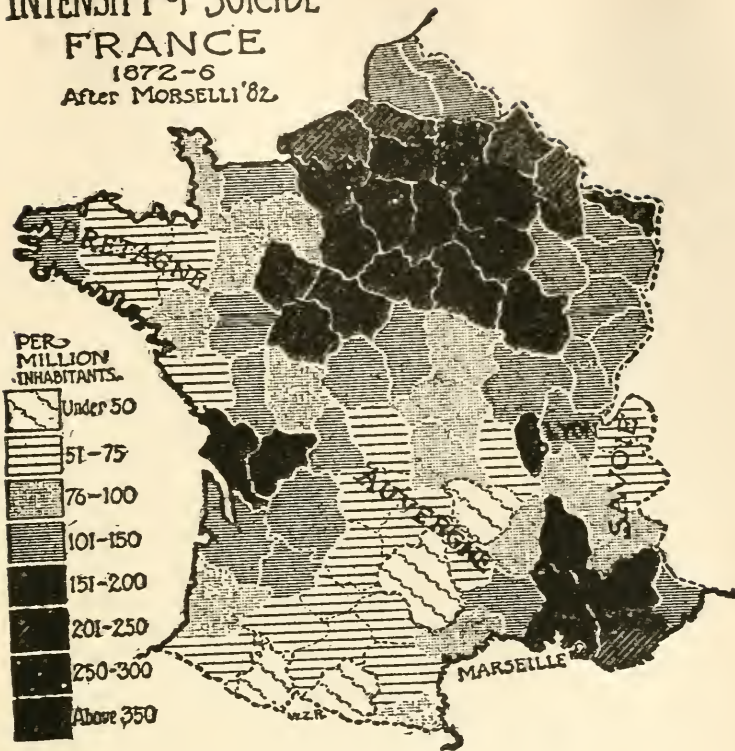 INTENSITY of SUICIDE
FRANCE
1872-6
After MORSELLI '82
BRETAGNE
PER
MILLION
INHABITANTS.
Under 50
51-75
76-100
101-150
151-200
201-250
250-300
Above 350
LYON
SAVOIE
AUVERGNE
MARSEILLE
W.Z.R.